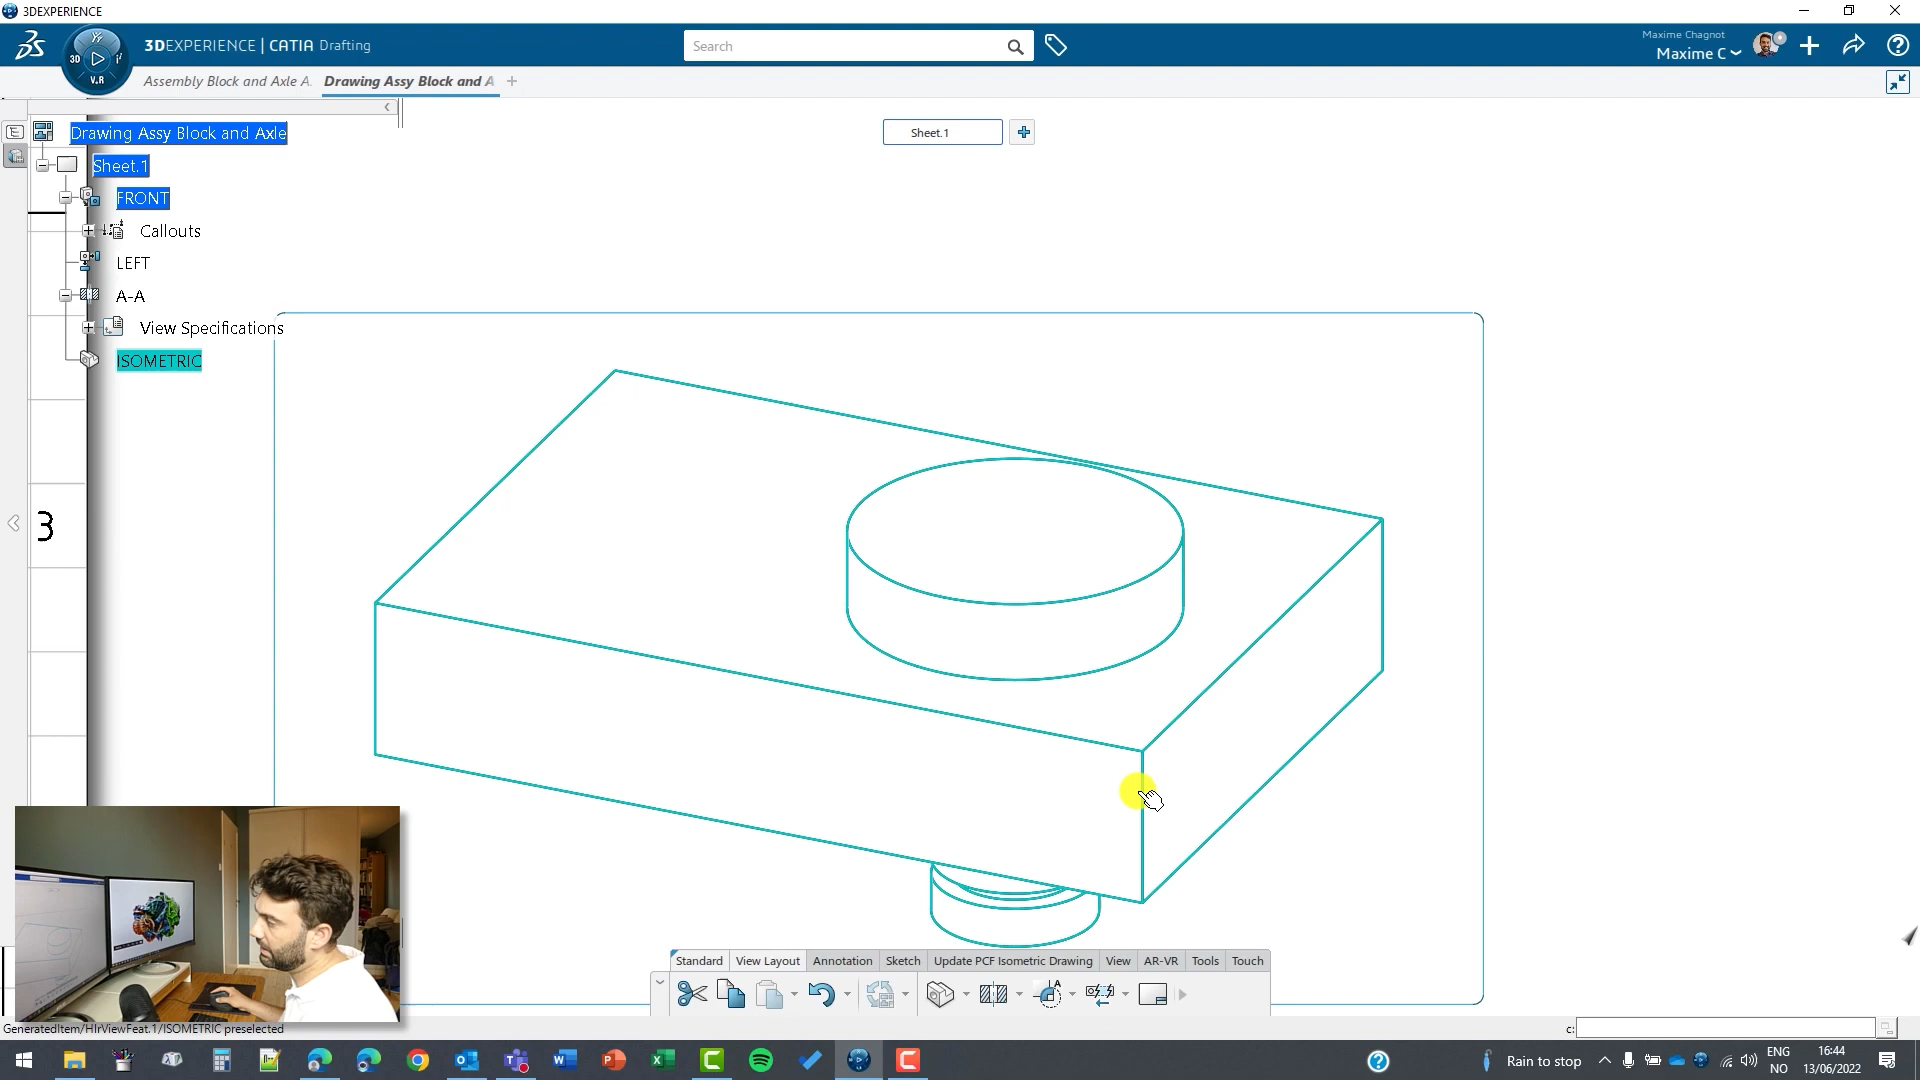 3DEXPERIENCE
3DEXPERIENCE | CATIA Drafting
Search
Maxime Chagnot
Maxime C
3D
V.R
Assembly Block and Axle A
Drawing Assy Block and A
Drawing Assy Block and Axle
Sheet.1
Sheet.1
FRONT
Callouts
LEFT
A-A
View Specifications
ISOMETRIC
3
Standard
View Layout
Annotation
Sketch
Update PCF Isometric Drawing
View
AR-VR
Tools
Touch
GeneratedItem/HlrViewFeat.1/ISOMETRIC preselected
c:
Rain to stop
ENG
NO
16:44
13/06/2022